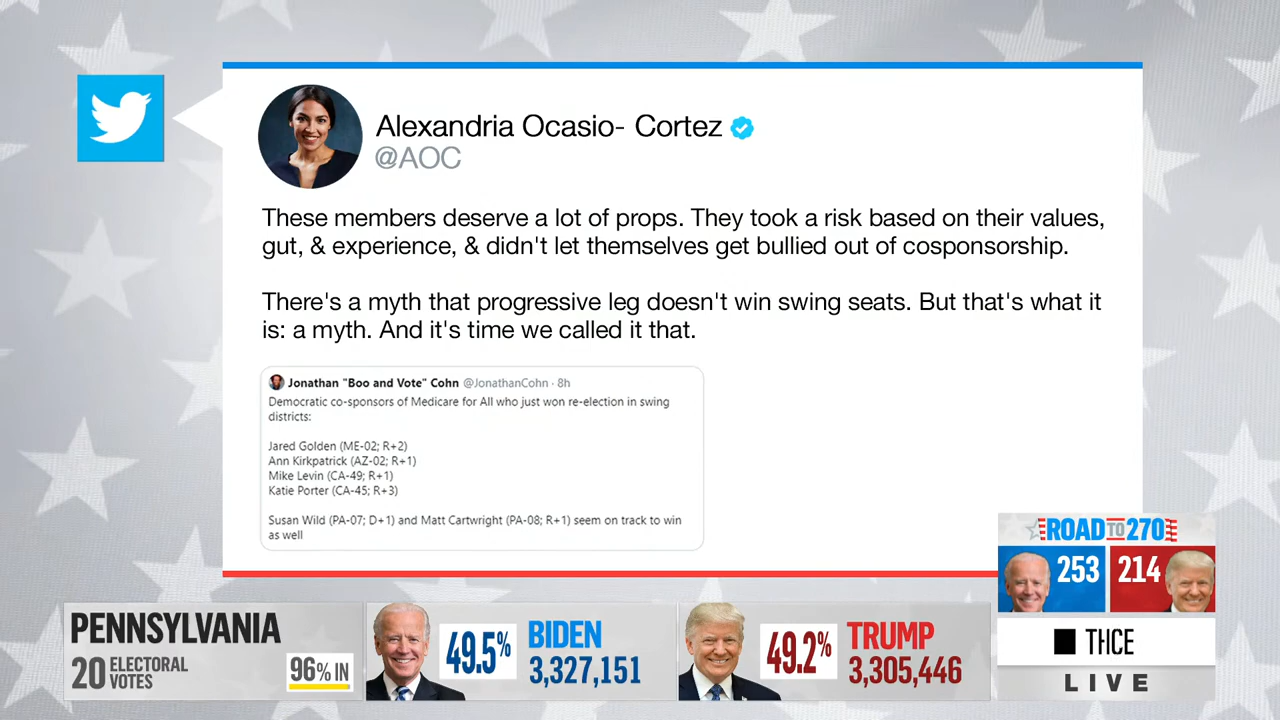 Alexandria Ocasio- Cortez
@AOC
These members deserve a lot of props. They took a risk based on their values,
gut, & experience, & didn't let themselves get bullied out of cosponsorship.
There's a myth that progressive leg doesn't win swing seats. But that's what it
is: a myth. And it's time we called it that.
Jonathan "Boo and Vote" Cohn @JonathanCohn · 8h
Democratic co-sponsors of Medicare for All who just won re-election in swing
districts:
Jared Golden (ME-02; R+2)
Ann Kirkpatrick (AZ-02; R+1)
Mike Levin (CA-49; R+1)
Katie Porter (CA-45; R+3)
Susan Wild (PA-07; D+1) and Matt Cartwright (PA-08; R+1) seem on track to win
as well
ROAD TO 270
253 214
PENNSYLVANIA
20 ELECTORAL VOTES
96% IN
49.5% BIDEN 3,327,151
49.2% TRUMP 3,305,446
THCE
LIVE